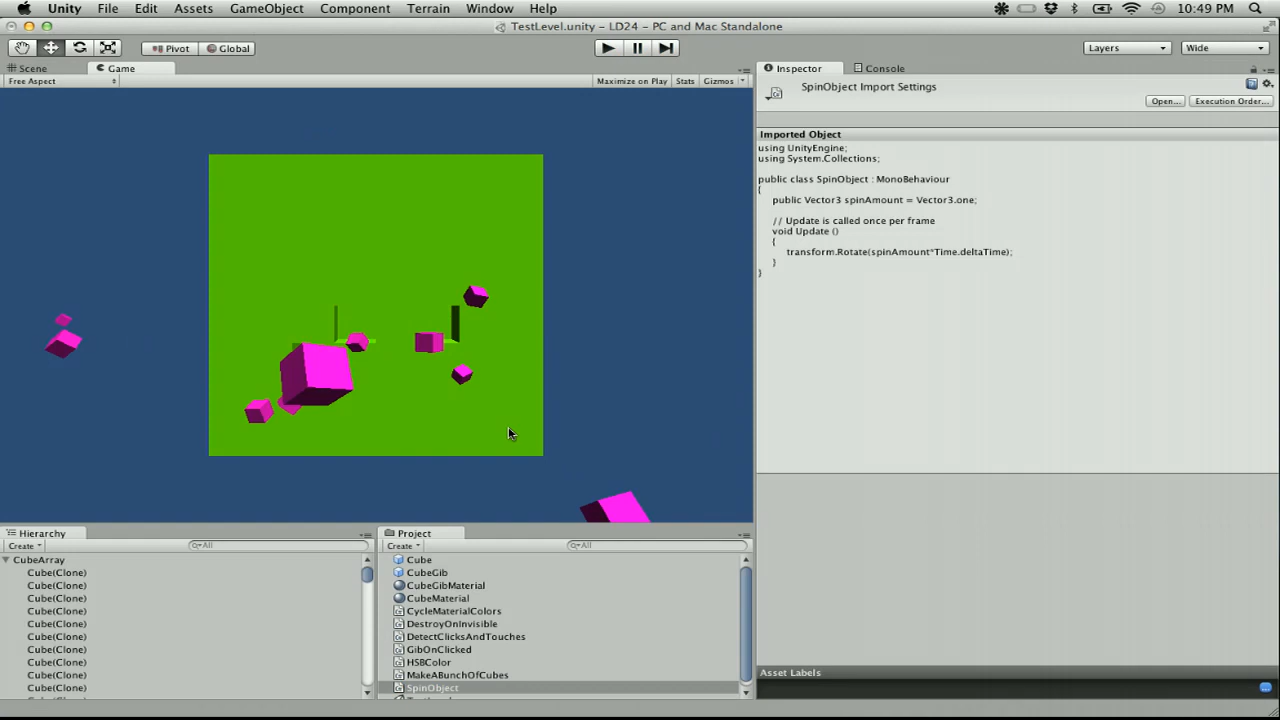 Unity File Edit Assets GameObject Component Terrain Window Help 10:49 PM
TestLevel.unity - LD24 - PC and Mac Standalone
Pivot Global Layers Wide
Scene Game Inspector Console
Free Aspect Maximize on Play Stats Gizmos
SpinObject Import Settings
Open... Execution Order...
Imported Object
using UnityEngine;
using System.Collections;
public class SpinObject : MonoBehaviour
{
public Vector3 spinAmount = Vector3.one;
// Update is called once per frame
void Update ()
{
transform.Rotate(spinAmount*Time.deltaTime);
}
}
Hierarchy Project
Create All Create All
CubeArray Cube
Cube(Clone) CubeGib
Cube(Clone) CubeGibMaterial
Cube(Clone) CubeMaterial
Cube(Clone) CycleMaterialColors
Cube(Clone) DestroyOnInvisible
Cube(Clone) DetectClicksAndTouches
Cube(Clone) GibOnClicked
Cube(Clone) HSBColor
Cube(Clone) MakeABunchOfCubes
Cube(Clone) SpinObject
Asset Labels